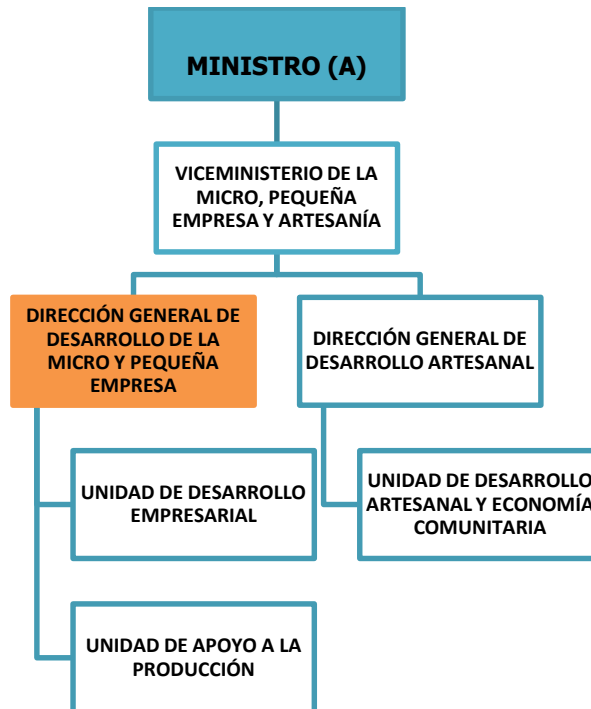 MINISTRO (A)
VICEMINISTERIO DE LA
MICRO, PEQUEÑA
EMPRESA Y ARTESANÍA
DIRECCIÓN GENERAL DE
DESARROLLO DE LA
MICRO Y PEQUEÑA
EMPRESA
DIRECCIÓN GENERAL DE
DESARROLLO ARTESANAL
UNIDAD DE DESARROLLO
EMPRESARIAL
UNIDAD DE DESARROLLO
ARTESANAL Y ECONOMÍA
COMUNITARIA
UNIDAD DE APOYO A LA
PRODUCCIÓN